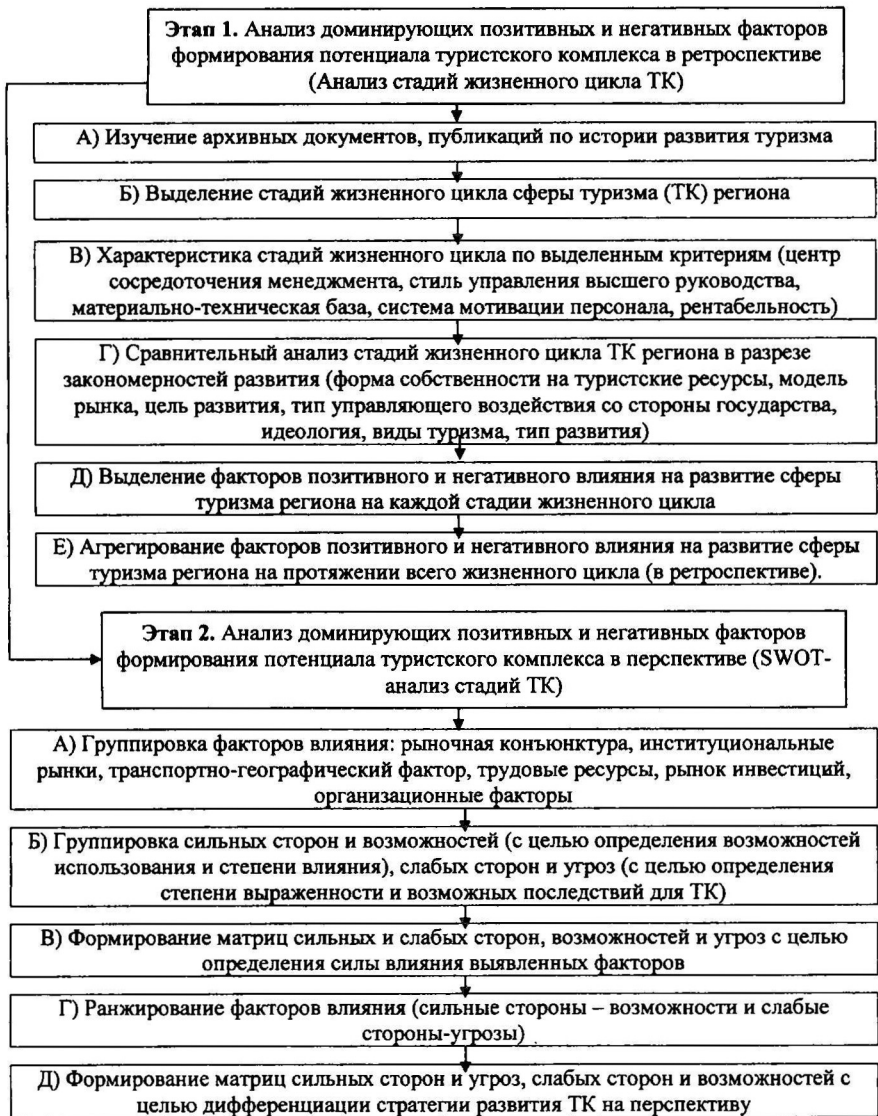 Этап 1. Анализ доминирующих позитивных и негативных факторов
формирования потенциала туристского комплекса в ретроспективе
(Анализ стадий жизненного цикла ТК)
А) Изучение архивных документов, публикаций по истории развития туризма
Б) Выделение стадий жизненного цикла сферы туризма (ТК) региона
В) Характеристика стадий жизненного цикла по выделенным критериям (центр
сосредоточения менеджмента, стиль управления высшего руководства,
материально-техническая база, система мотивации персонала, рентабельность)
Г) Сравнительный анализ стадий жизненного цикла ТК региона в разрезе
закономерностей развития (форма собственности на туристские ресурсы, модель
рынка, цель развития, тип управляющего воздействия со стороны государства,
идеология, виды туризма, тип развития)
Д) Выделение факторов позитивного и негативного влияния на развитие сферы
туризма региона на каждой стадии жизненного цикла
Е) Агрегирование факторов позитивного и негативного влияния на развитие сферы
туризма региона на протяжении всего жизненного цикла (в ретроспективе).
Этап 2. Анализ доминирующих позитивных и негативных факторов
формирования потенциала туристского комплекса в перспективе (SWOT-
анализ стадий ТК)
А) Группировка факторов влияния: рыночная конъюнктура, институциональные
рынки, транспортно-географический фактор, трудовые ресурсы, рынок инвестиций,
организационные факторы
Б) Группировка сильных сторон и возможностей (с целью определения возможностей
использования и степени влияния), слабых сторон и угроз (с целью определения
степени выраженности и возможных последствий для ТК)
В) Формирование матриц сильных и слабых сторон, возможностей и угроз с целью
определения силы влияния выявленных факторов
Г) Ранжирование факторов влияния (сильные стороны – возможности и слабые
стороны-угрозы)
Д) Формирование матриц сильных сторон и угроз, слабых сторон и возможностей с
целью дифференциации стратегии развития ТК на перспективу